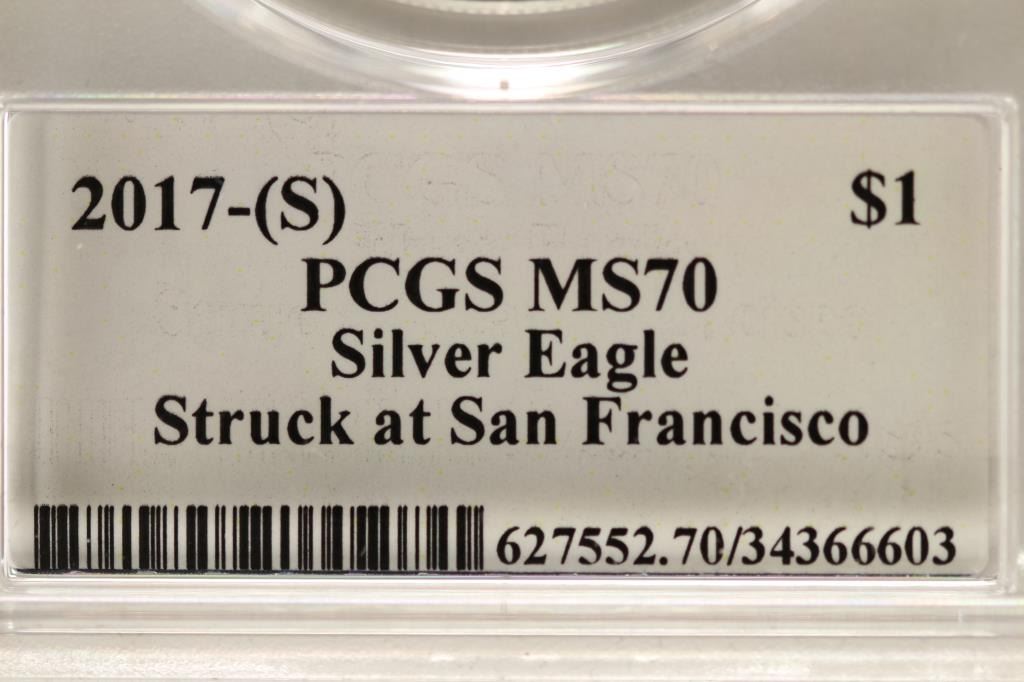 2017-(S) $1
PCGS MS70
Silver Eagle
Struck at San Francisco
627552.70/34366603